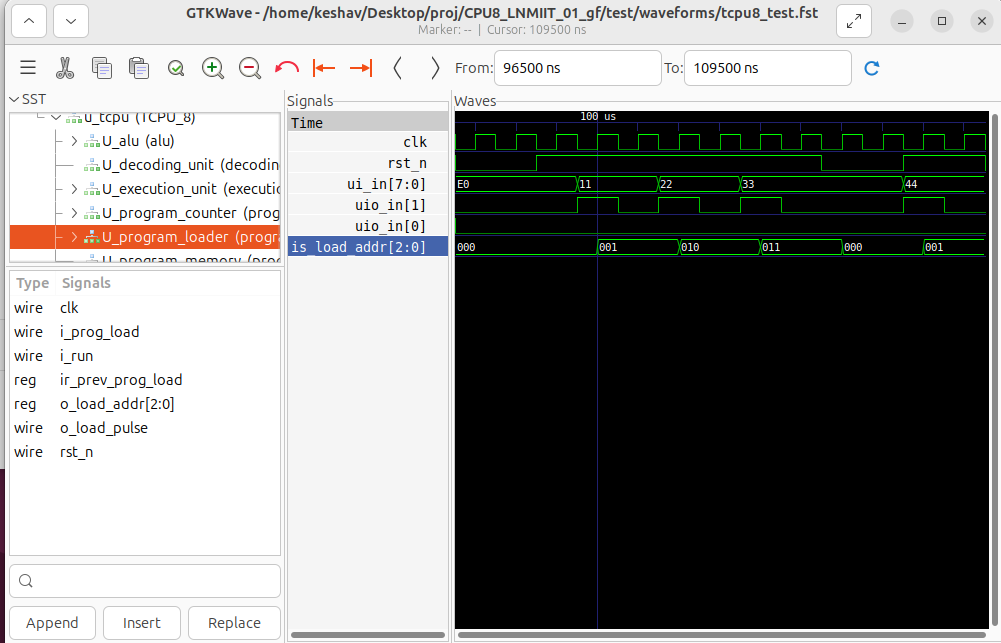 GTKWave - /home/keshav/Desktop/proj/CPU8_LNMIIT_01_gf/test/waveforms/tcpu8_test.fst
Marker: -- | Cursor: 109500 ns
From: 96500 ns To: 109500 ns
SST
u_tcpu (TCPU_8)
U_alu (alu)
U_decoding_unit (decodin
U_execution_unit (executio
U_program_counter (prog
U_program_loader (progr
U_program_memory (proc
Type Signals
wire clk
wire i_prog_load
wire i_run
reg ir_prev_prog_load
reg o_load_addr[2:0]
wire o_load_pulse
wire rst_n
Append Insert Replace
Signals
Time
clk
rst_n
ui_in[7:0]
uio_in[1]
uio_in[0]
is_load_addr[2:0]
Waves
100 us
E0 11 22 33 44
000 001 010 011 000 001